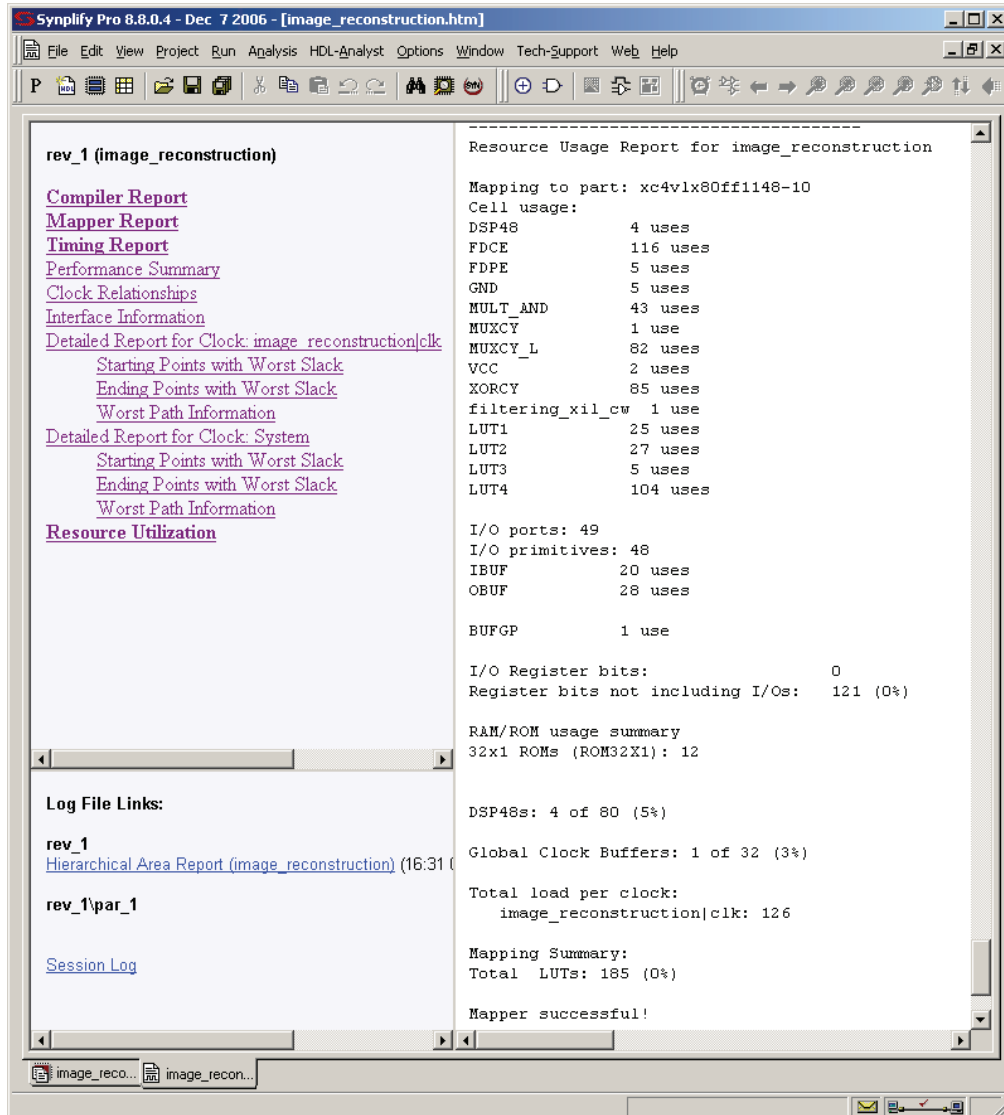 Synplify Pro 8.8.0.4 - Dec 7 2006 - [image_reconstruction.htm]
File Edit View Project Run Analysis HDL-Analyst Options Window Tech-Support Web Help
P
rev_1 (image_reconstruction)
Compiler Report
Mapper Report
Timing Report
Performance Summary
Clock Relationships
Interface Information
Detailed Report for Clock: image_reconstruction|clk
Starting Points with Worst Slack
Ending Points with Worst Slack
Worst Path Information
Detailed Report for Clock: System
Starting Points with Worst Slack
Ending Points with Worst Slack
Worst Path Information
Resource Utilization
Log File Links:
rev_1
Hierarchical Area Report (image_reconstruction) (16:31
rev_1\par_1
Session Log
---------------------------------------
Resource Usage Report for image_reconstruction
Mapping to part: xc4vlx80ff1148-10
Cell usage:
DSP48 4 uses
FDCE 116 uses
FDPE 5 uses
GND 5 uses
MULT_AND 43 uses
MUXCY 1 use
MUXCY_L 82 uses
VCC 2 uses
XORCY 85 uses
filtering_xil_cw 1 use
LUT1 25 uses
LUT2 27 uses
LUT3 5 uses
LUT4 104 uses
I/O ports: 49
I/O primitives: 48
IBUF 20 uses
OBUF 28 uses
BUFGP 1 use
I/O Register bits: 0
Register bits not including I/Os: 121 (0%)
RAM/ROM usage summary
32x1 ROMs (ROM32X1): 12
DSP48s: 4 of 80 (5%)
Global Clock Buffers: 1 of 32 (3%)
Total load per clock:
image_reconstruction|clk: 126
Mapping Summary:
Total LUTs: 185 (0%)
Mapper successful!
image_reco... image_recon...